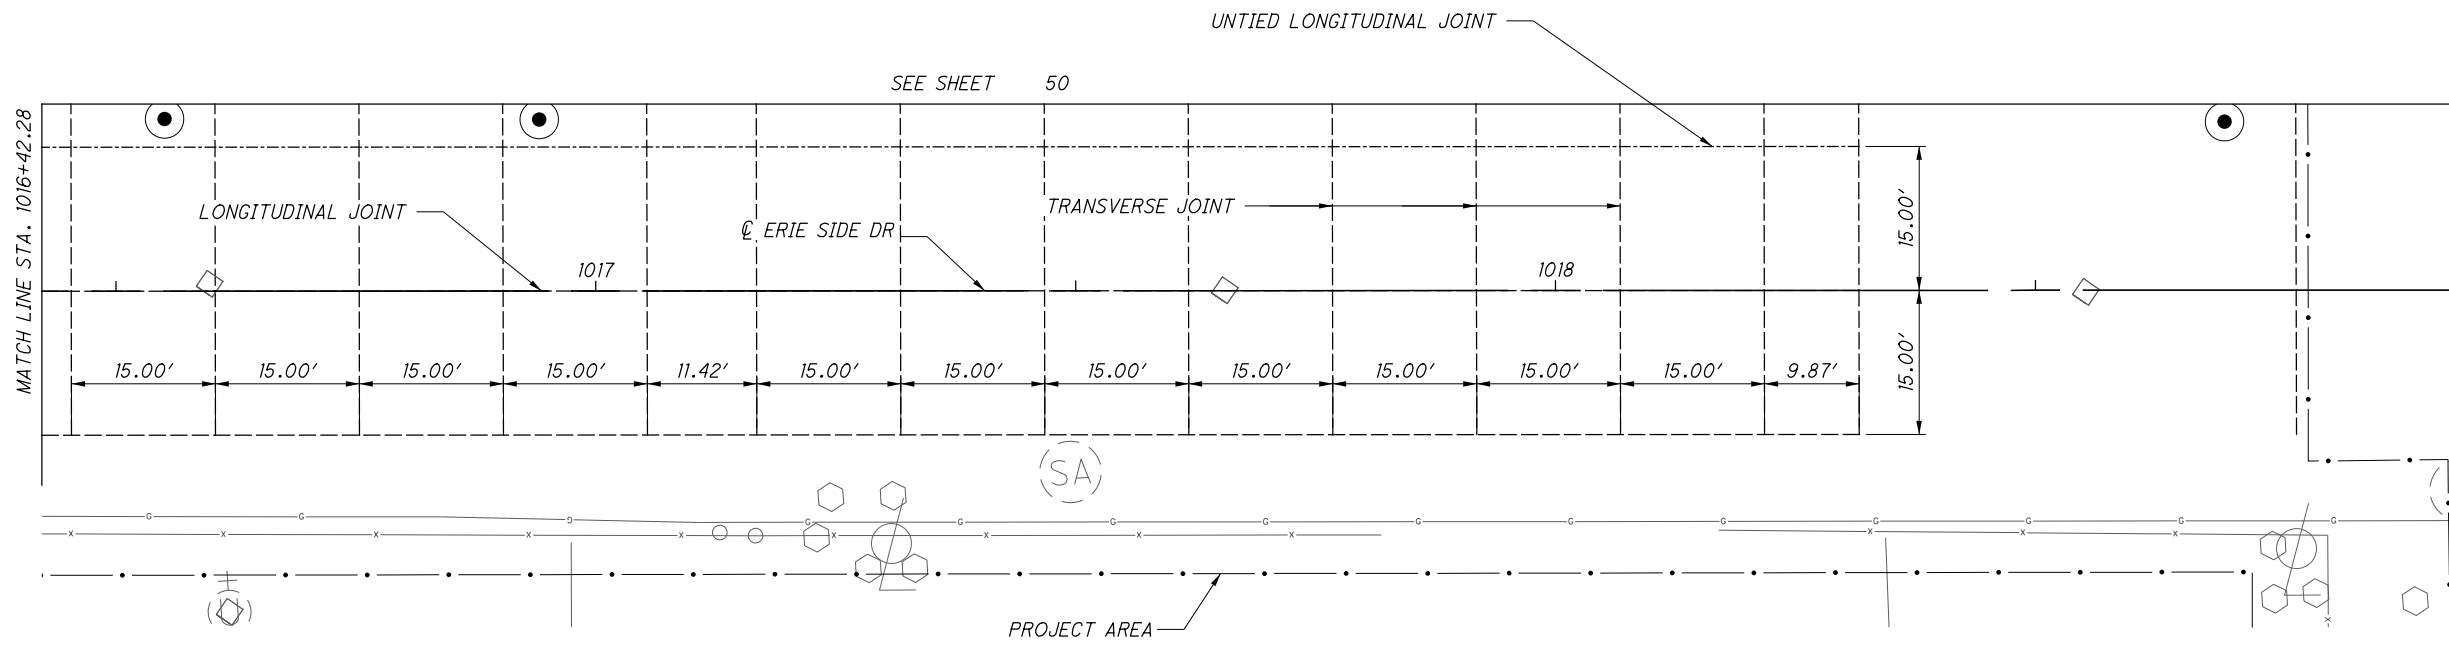 UNTIED LONGITUDINAL JOINT
SEE SHEET 50
MATCH LINE STA. 1016+42.28
LONGITUDINAL JOINT
TRANSVERSE JOINT
℄ ERIE SIDE DR
1017
1018
15.00'
15.00'
15.00' 15.00' 15.00' 15.00' 11.42' 15.00' 15.00' 15.00' 15.00' 15.00' 15.00' 15.00' 9.87'
SA
G G G G G G G G G G G G G G G
X X X X X X X X X X X X
X
PROJECT AREA